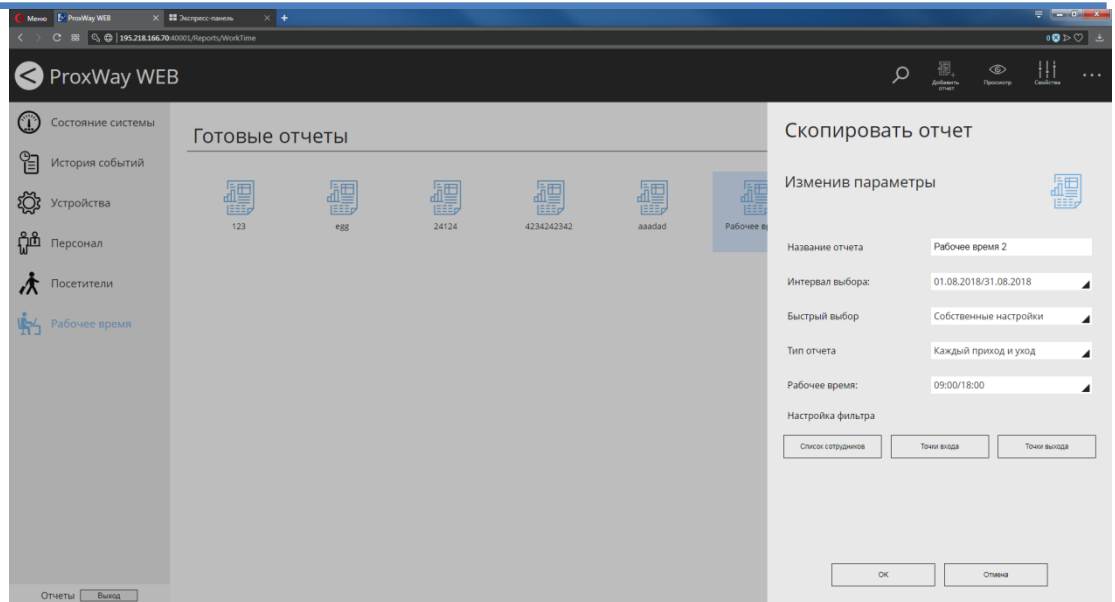 Меню
ProxWay WEB
Экспресс-панель
195.218.166.70:40001/Reports/WorkTime
0
ProxWay WEB
Добавить отчет
Просмотр
Свойства
Состояние системы
История событий
Устройства
Персонал
Посетители
Рабочее время
Отчеты
Выход
Готовые отчеты
123
egg
24124
4234242342
aaadad
Рабочее в
Скопировать отчет
Изменив параметры
Название отчета
Рабочее время 2
Интервал выбора:
01.08.2018/31.08.2018
Быстрый выбор
Собственные настройки
Тип отчета
Каждый приход и уход
Рабочее время:
09:00/18:00
Настройка фильтра
Список сотрудников
Точки входа
Точки выхода
OK
Отмена